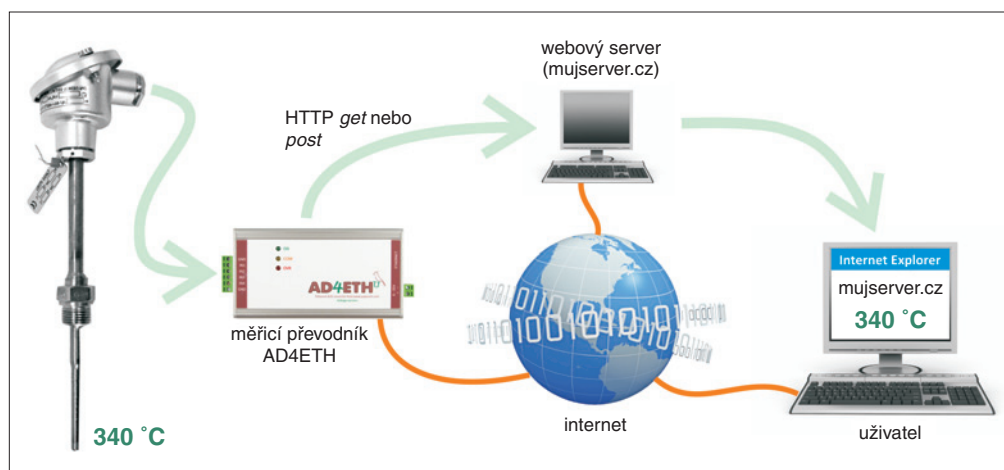 webový server
(mujserver.cz)
HTTP get nebo
post
AD4ETH
měřicí převodník
AD4ETH
340 ˚C
internet
Internet Explorer
mujserver.cz
340 ˚C
uživatel